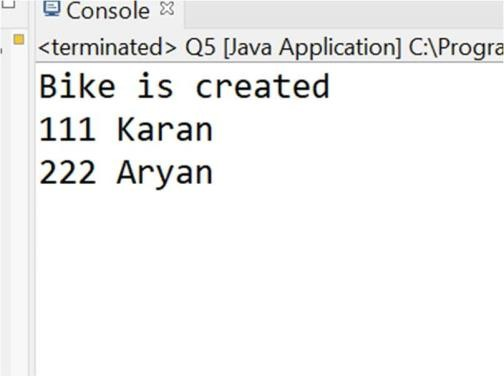 Console
<terminated> Q5 [Java Application] C:\Progra
Bike is created
111 Karan
222 Aryan